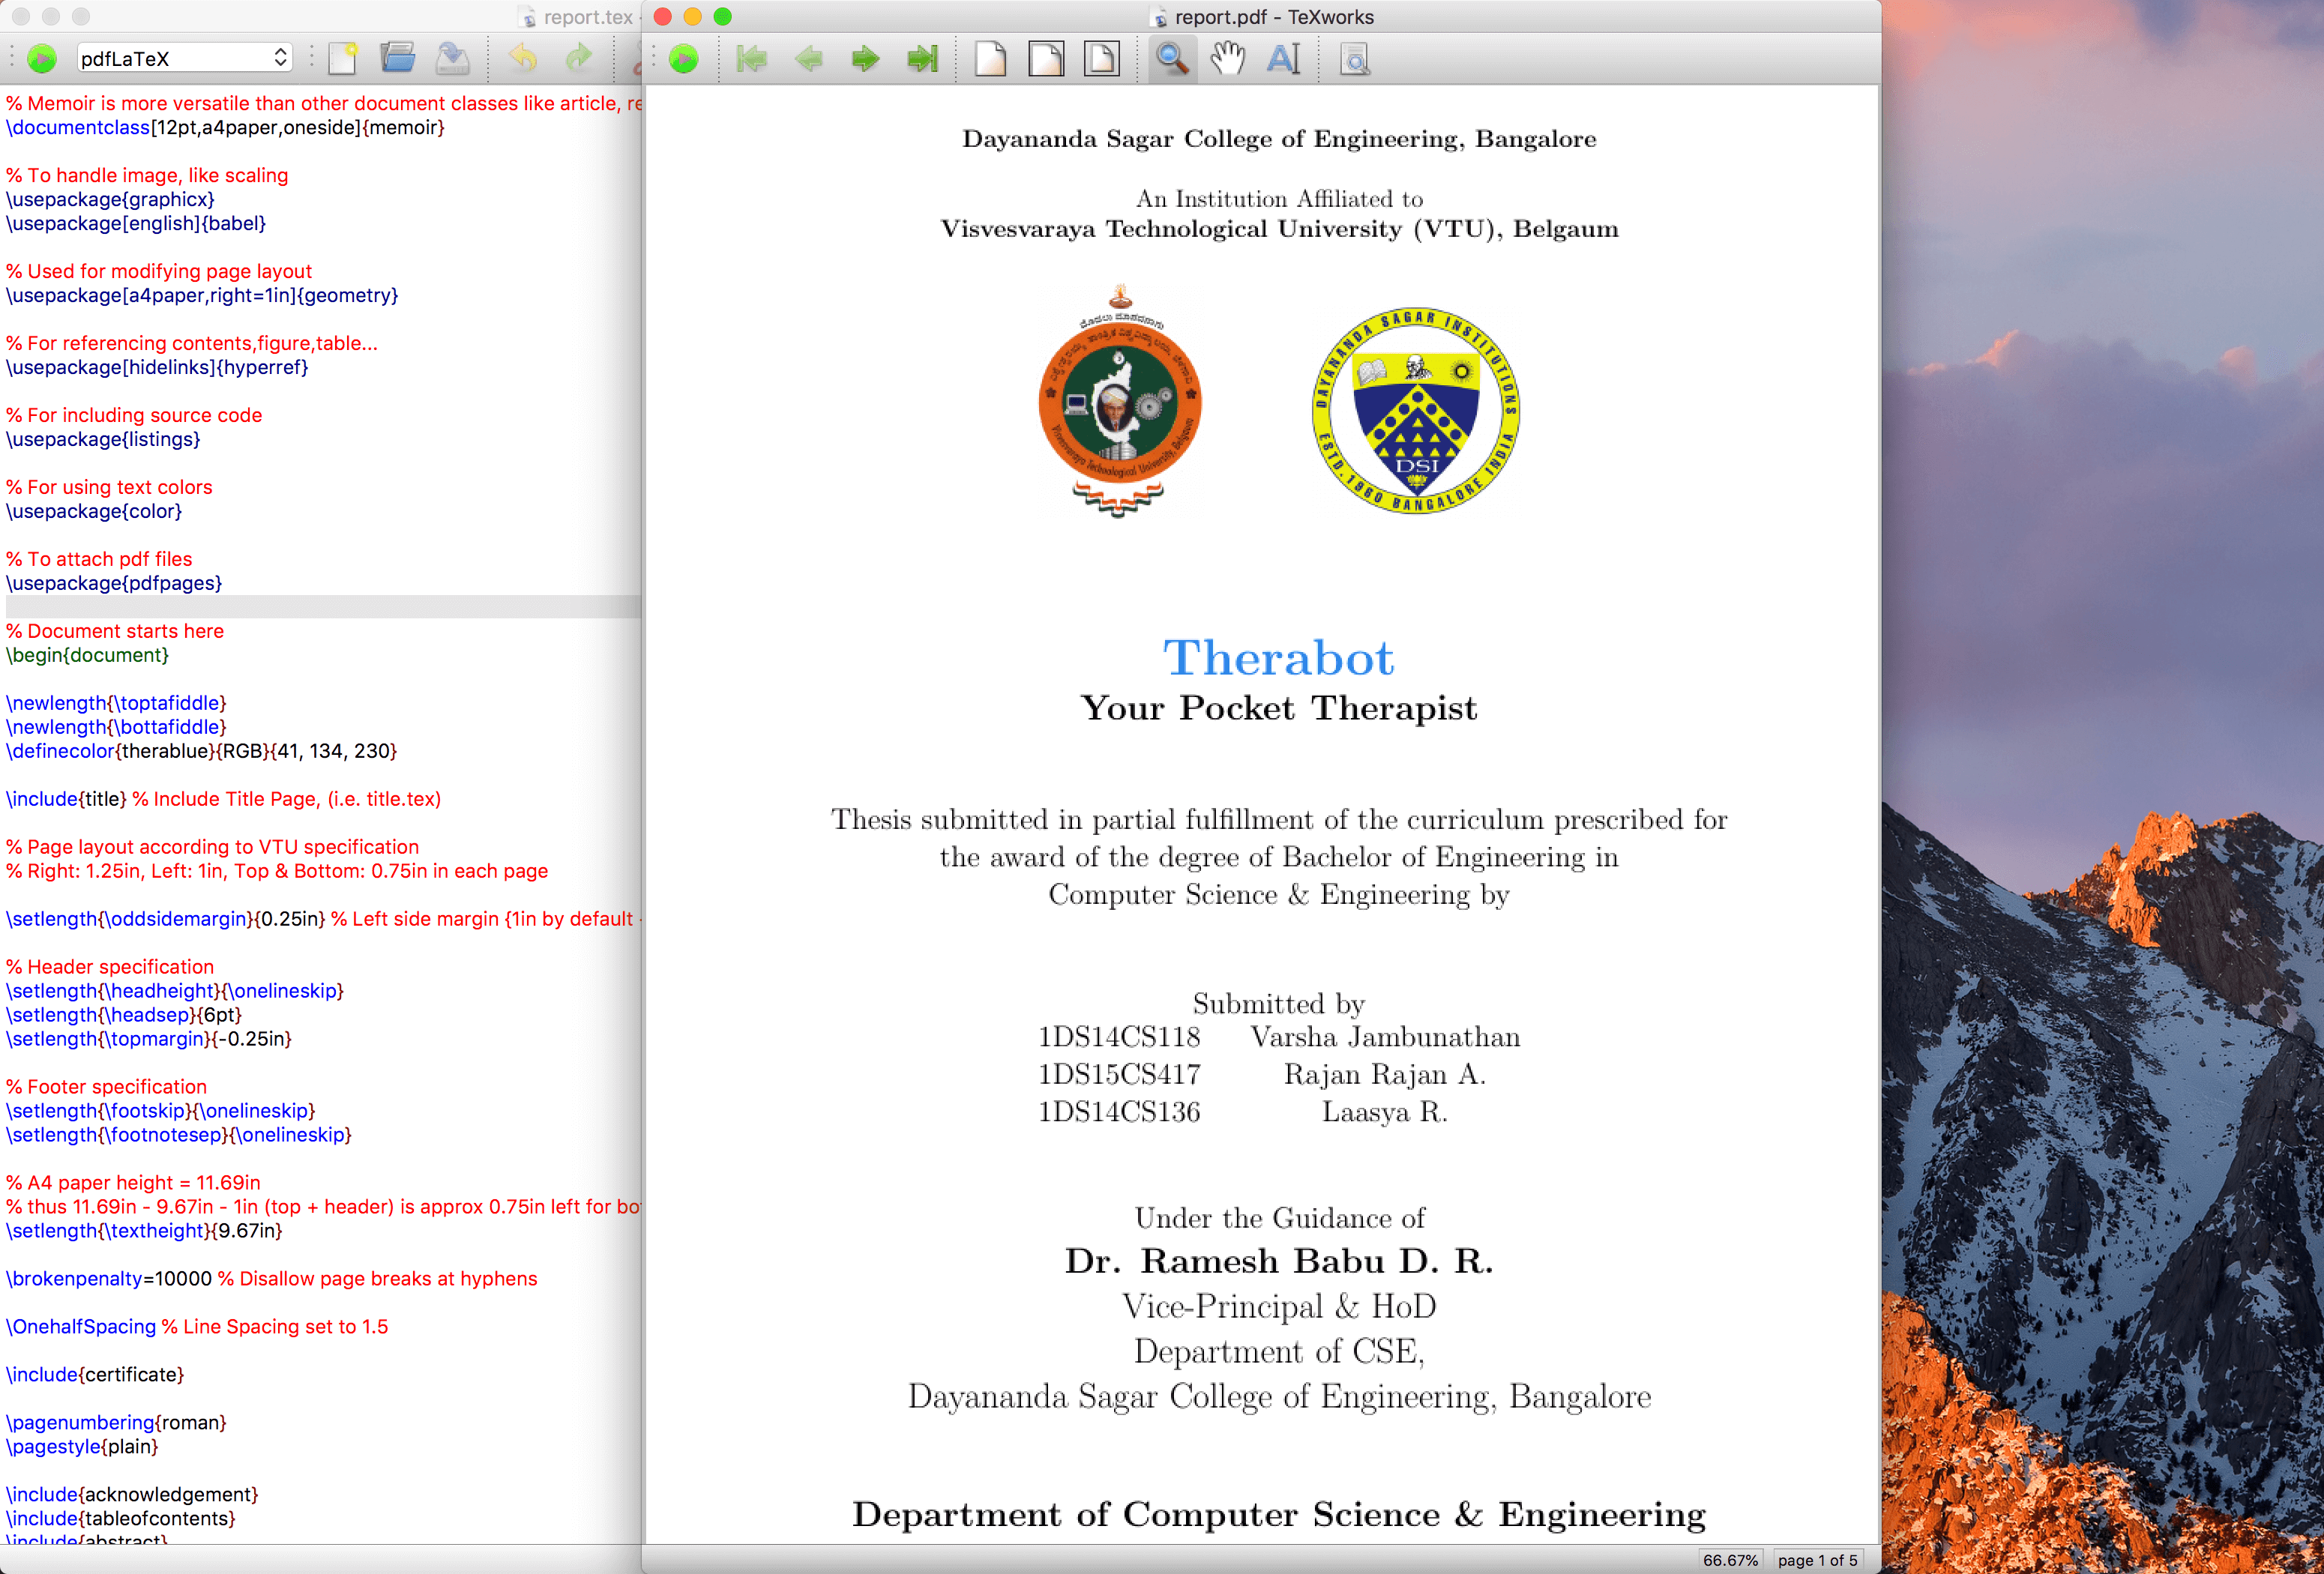 report.tex -
pdfLaTeX
% Memoir is more versatile than other document classes like article, re
\documentclass[12pt,a4paper,oneside]{memoir}
% To handle image, like scaling
\usepackage{graphicx}
\usepackage[english]{babel}
% Used for modifying page layout
\usepackage[a4paper,right=1in]{geometry}
% For referencing contents,figure,table...
\usepackage[hidelinks]{hyperref}
% For including source code
\usepackage{listings}
% For using text colors
\usepackage{color}
% To attach pdf files
\usepackage{pdfpages}
% Document starts here
\begin{document}
\newlength{\toptafiddle}
\newlength{\bottafiddle}
\definecolor{therablue}{RGB}{41, 134, 230}
\include{title} % Include Title Page, (i.e. title.tex)
% Page layout according to VTU specification
% Right: 1.25in, Left: 1in, Top & Bottom: 0.75in in each page
\setlength{\oddsidemargin}{0.25in} % Left side margin {1in by default -
% Header specification
\setlength{\headheight}{\onelineskip}
\setlength{\headsep}{6pt}
\setlength{\topmargin}{-0.25in}
% Footer specification
\setlength{\footskip}{\onelineskip}
\setlength{\footnotesep}{\onelineskip}
% A4 paper height = 11.69in
% thus 11.69in - 9.67in - 1in (top + header) is approx 0.75in left for bo
\setlength{\textheight}{9.67in}
\brokenpenalty=10000 % Disallow page breaks at hyphens
\OnehalfSpacing % Line Spacing set to 1.5
\include{certificate}
\pagenumbering{roman}
\pagestyle{plain}
\include{acknowledgement}
\include{tableofcontents}
\include{abstract}
report.pdf - TeXworks
Dayananda Sagar College of Engineering, Bangalore
An Institution Affiliated to
Visvesvaraya Technological University (VTU), Belgaum
Visvesvaraya Technological University, Belgaum
DAYANANDA SAGAR INSTITUTIONS
DSI
ESTD.1960 BANGALORE INDIA
Therabot
Your Pocket Therapist
Thesis submitted in partial fulfillment of the curriculum prescribed for
the award of the degree of Bachelor of Engineering in
Computer Science & Engineering by
Submitted by
1DS14CS118 Varsha Jambunathan
1DS15CS417 Rajan Rajan A.
1DS14CS136 Laasya R.
Under the Guidance of
Dr. Ramesh Babu D. R.
Vice-Principal & HoD
Department of CSE,
Dayananda Sagar College of Engineering, Bangalore
Department of Computer Science & Engineering
66.67% page 1 of 5